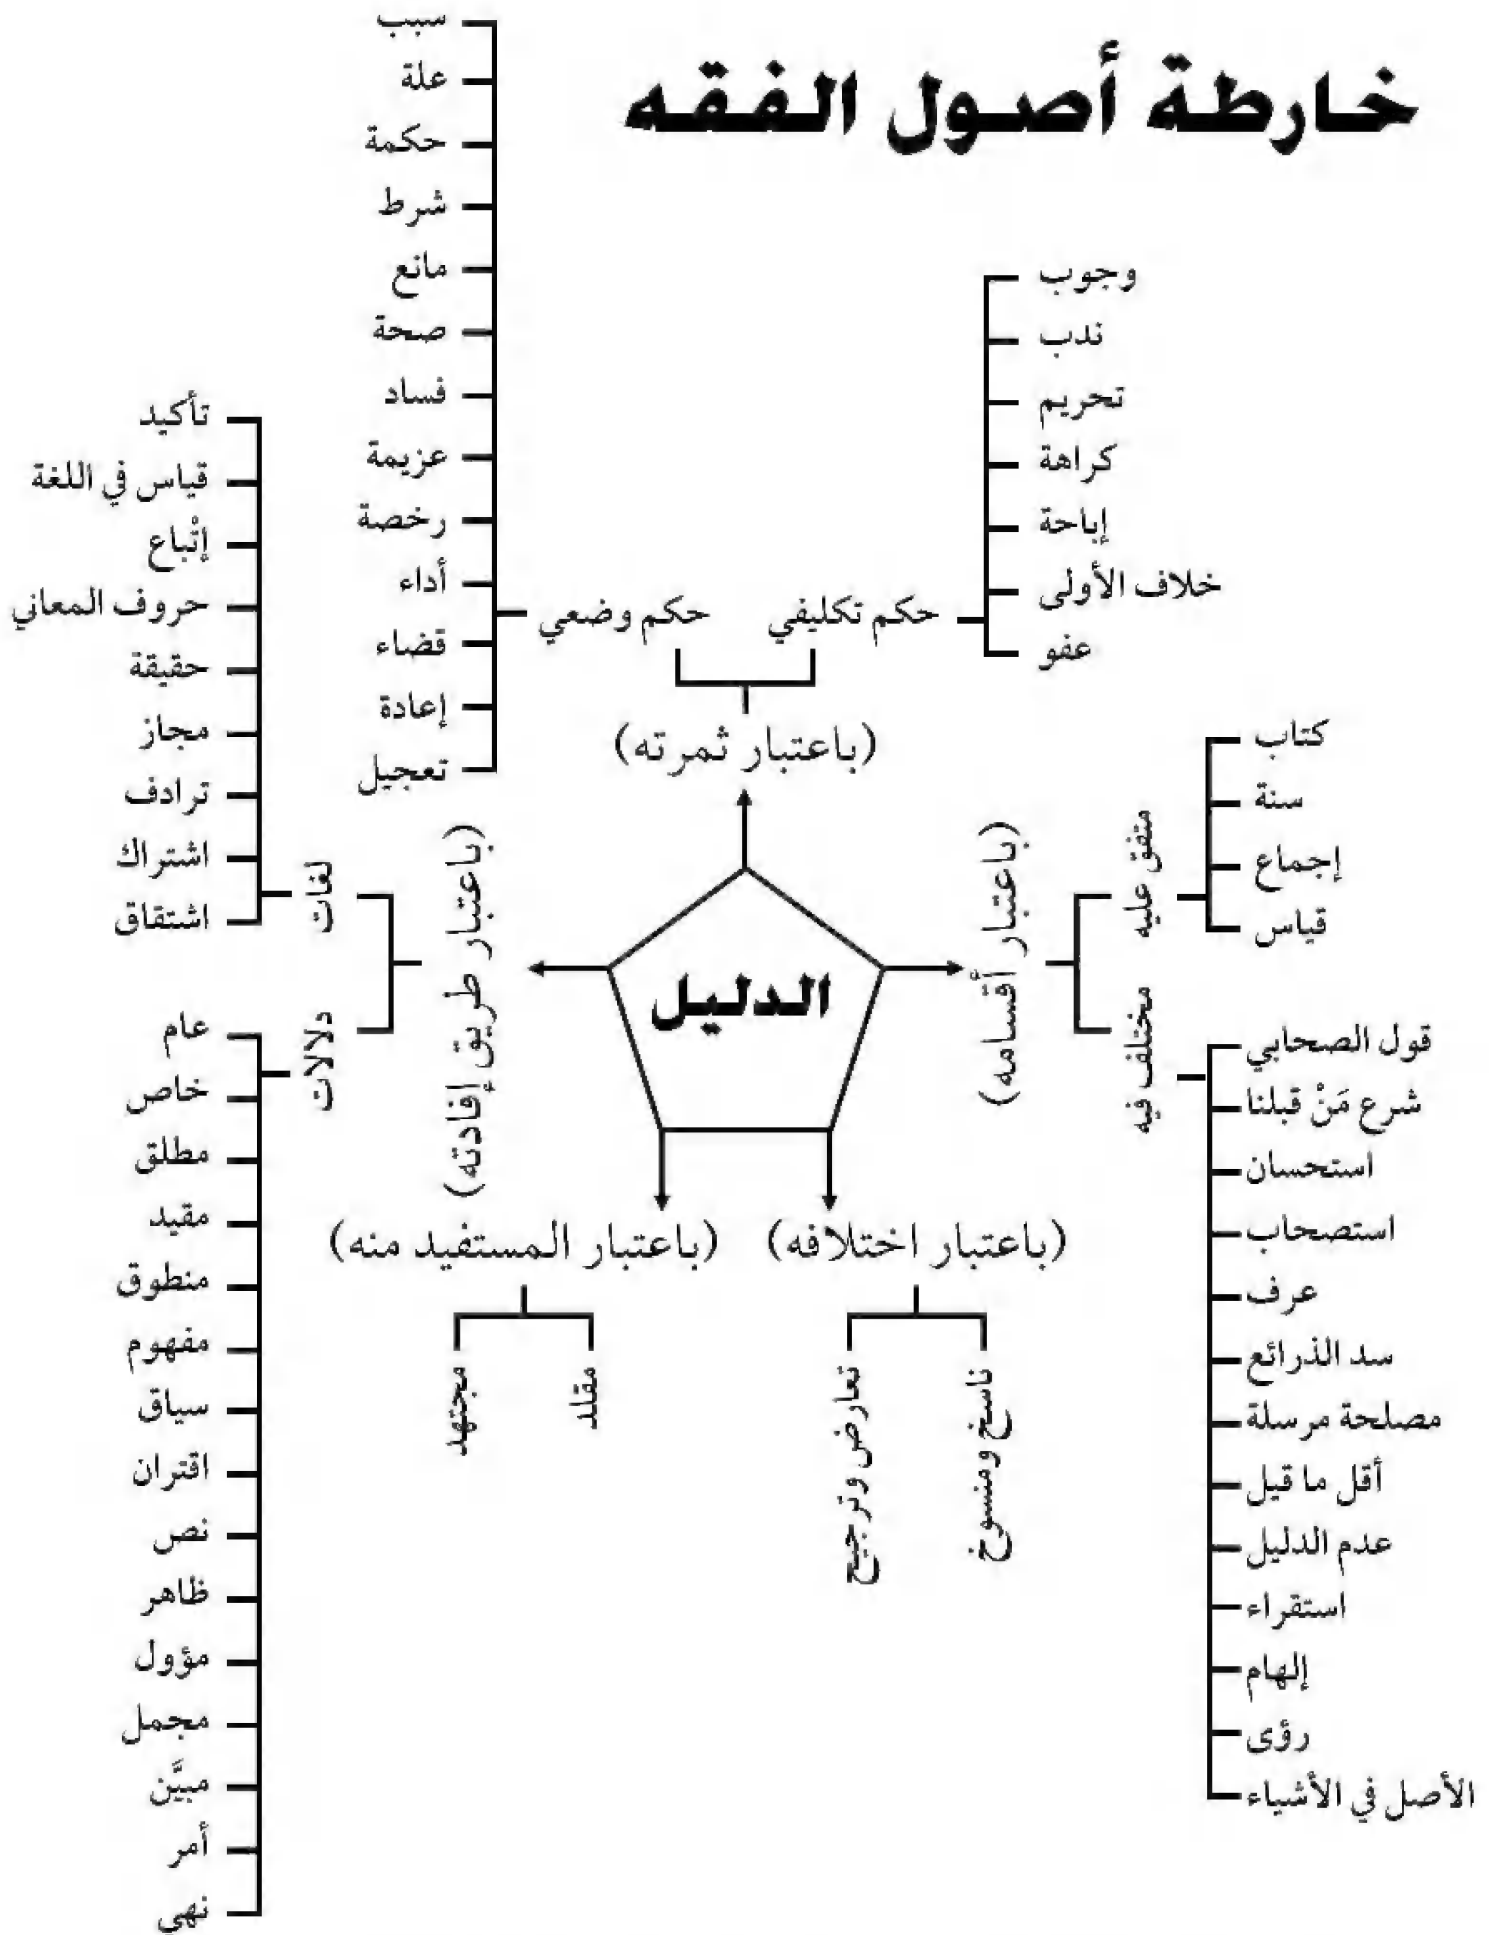 خارطة أصول الفقه
الدليل
(باعتبار ثمرته)
حكم تكليفي
وجوب
ندب
تحريم
كراهة
إباحة
خلاف الأولى
عفو
حكم وضعي
سبب
علة
حكمة
شرط
مانع
صحة
فساد
عزيمة
رخصة
أداء
قضاء
إعادة
تعجيل
(باعتبار أقسامه)
متفق عليه
كتاب
سنة
إجماع
قياس
مختلف فيه
قول الصحابي
شرع مَنْ قبلنا
استحسان
استصحاب
عرف
سد الذرائع
مصلحة مرسلة
أقل ما قيل
عدم الدليل
استقراء
إلهام
رؤى
الأصل في الأشياء
(باعتبار اختلافه)
ناسخ ومنسوخ
تعارض وترجيح
(باعتبار المستفيد منه)
مقلد
مجتهد
(باعتبار طريق إفادته)
لغات
تأكيد
قياس في اللغة
إتْباع
حروف المعاني
حقيقة
مجاز
ترادف
اشتراك
اشتقاق
دلالات
عام
خاص
مطلق
مقيد
منطوق
مفهوم
سياق
اقتران
نص
ظاهر
مؤول
مجمل
مبيَّن
أمر
نهي